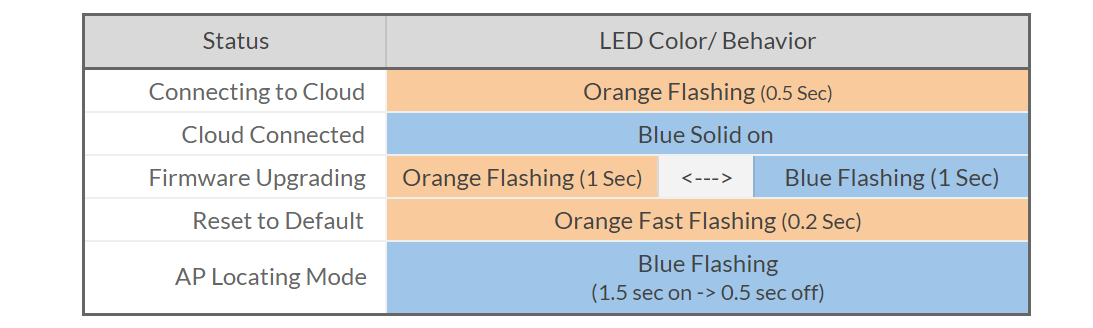 Status LED Color/ Behavior
Connecting to Cloud Orange Flashing (0.5 Sec)
Cloud Connected Blue Solid on
Firmware Upgrading Orange Flashing (1 Sec) <---> Blue Flashing (1 Sec)
Reset to Default Orange Fast Flashing (0.2 Sec)
AP Locating Mode Blue Flashing
(1.5 sec on -> 0.5 sec off)